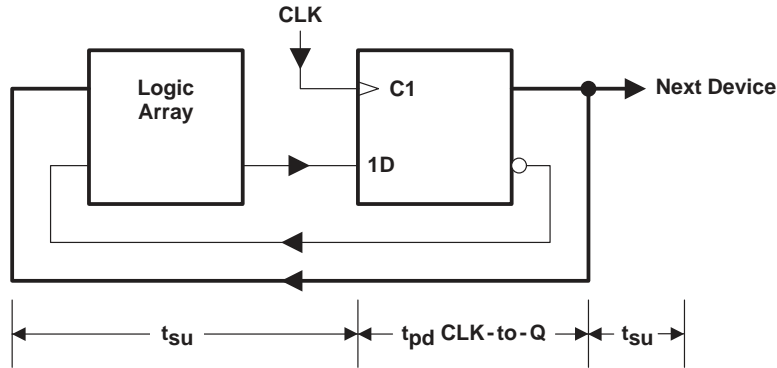 CLK
Logic
Array
C1
Next Device
1D
tsu
tpd CLK-to-Q
tsu